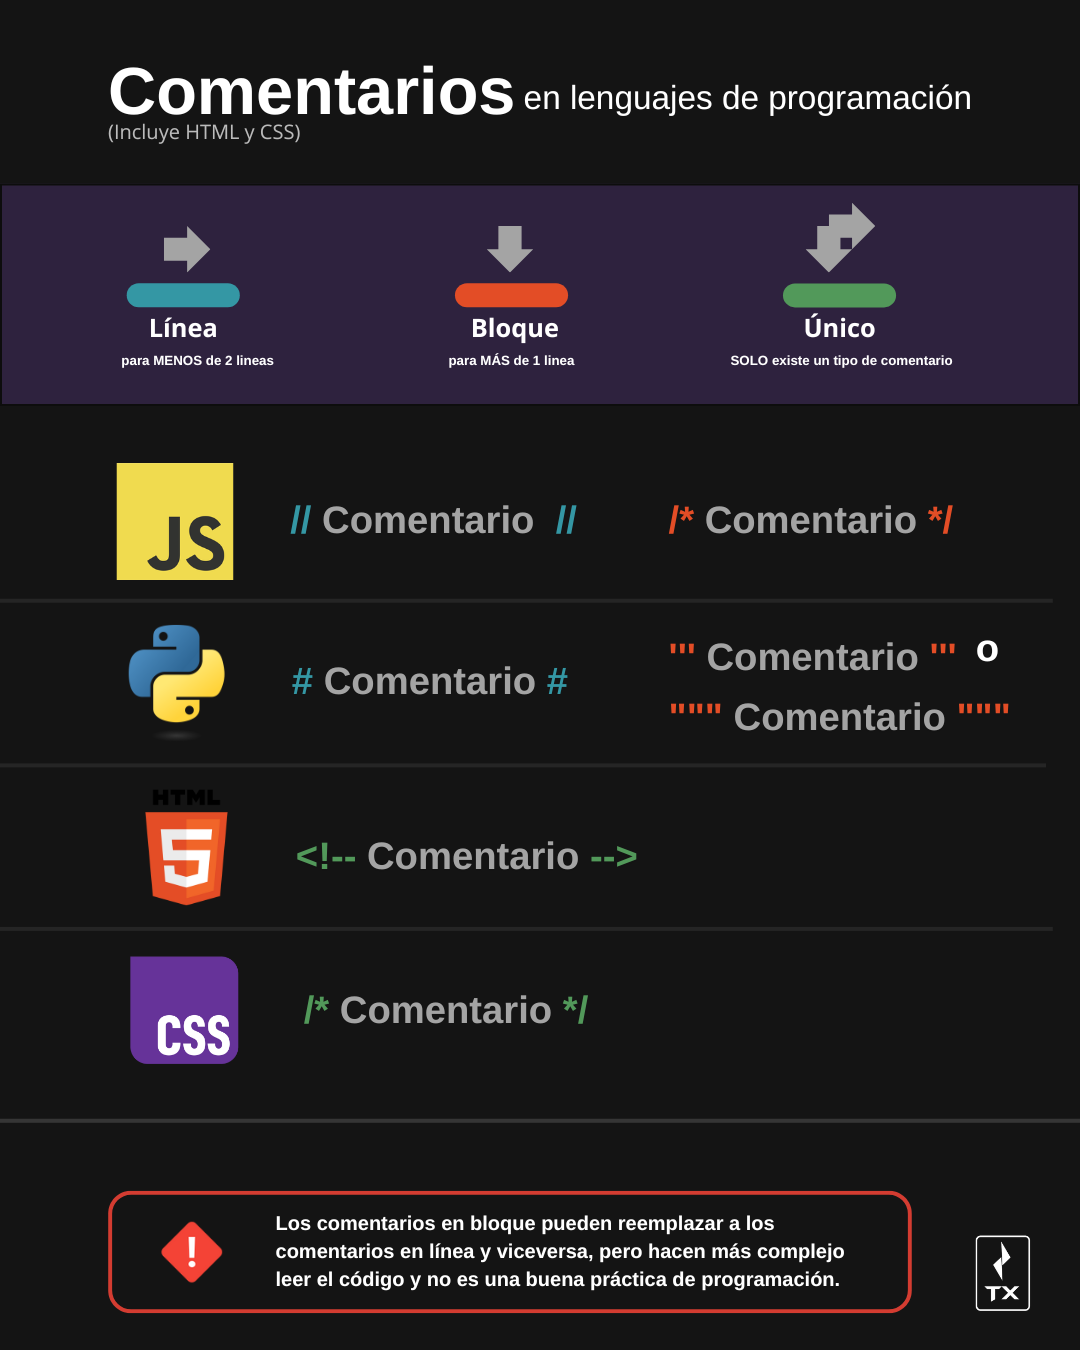 Comentarios en lenguajes de programación
(Incluye HTML y CSS)
Línea
para MENOS de 2 lineas
Bloque
para MÁS de 1 linea
Único
SOLO existe un tipo de comentario
JS
// Comentario  //
/* Comentario */
# Comentario #
''' Comentario ''' o
""" Comentario """
HTML
5
<!-- Comentario -->
CSS
/* Comentario */
!
Los comentarios en bloque pueden reemplazar a los
comentarios en línea y viceversa, pero hacen más complejo
leer el código y no es una buena práctica de programación.
TX